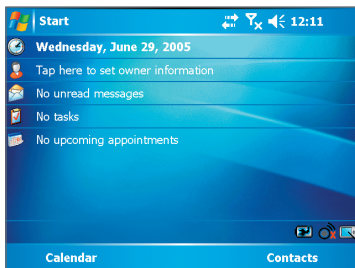 Start 12:11
Wednesday, June 29, 2005
Tap here to set owner information
No unread messages
No tasks
No upcoming appointments
Calendar Contacts